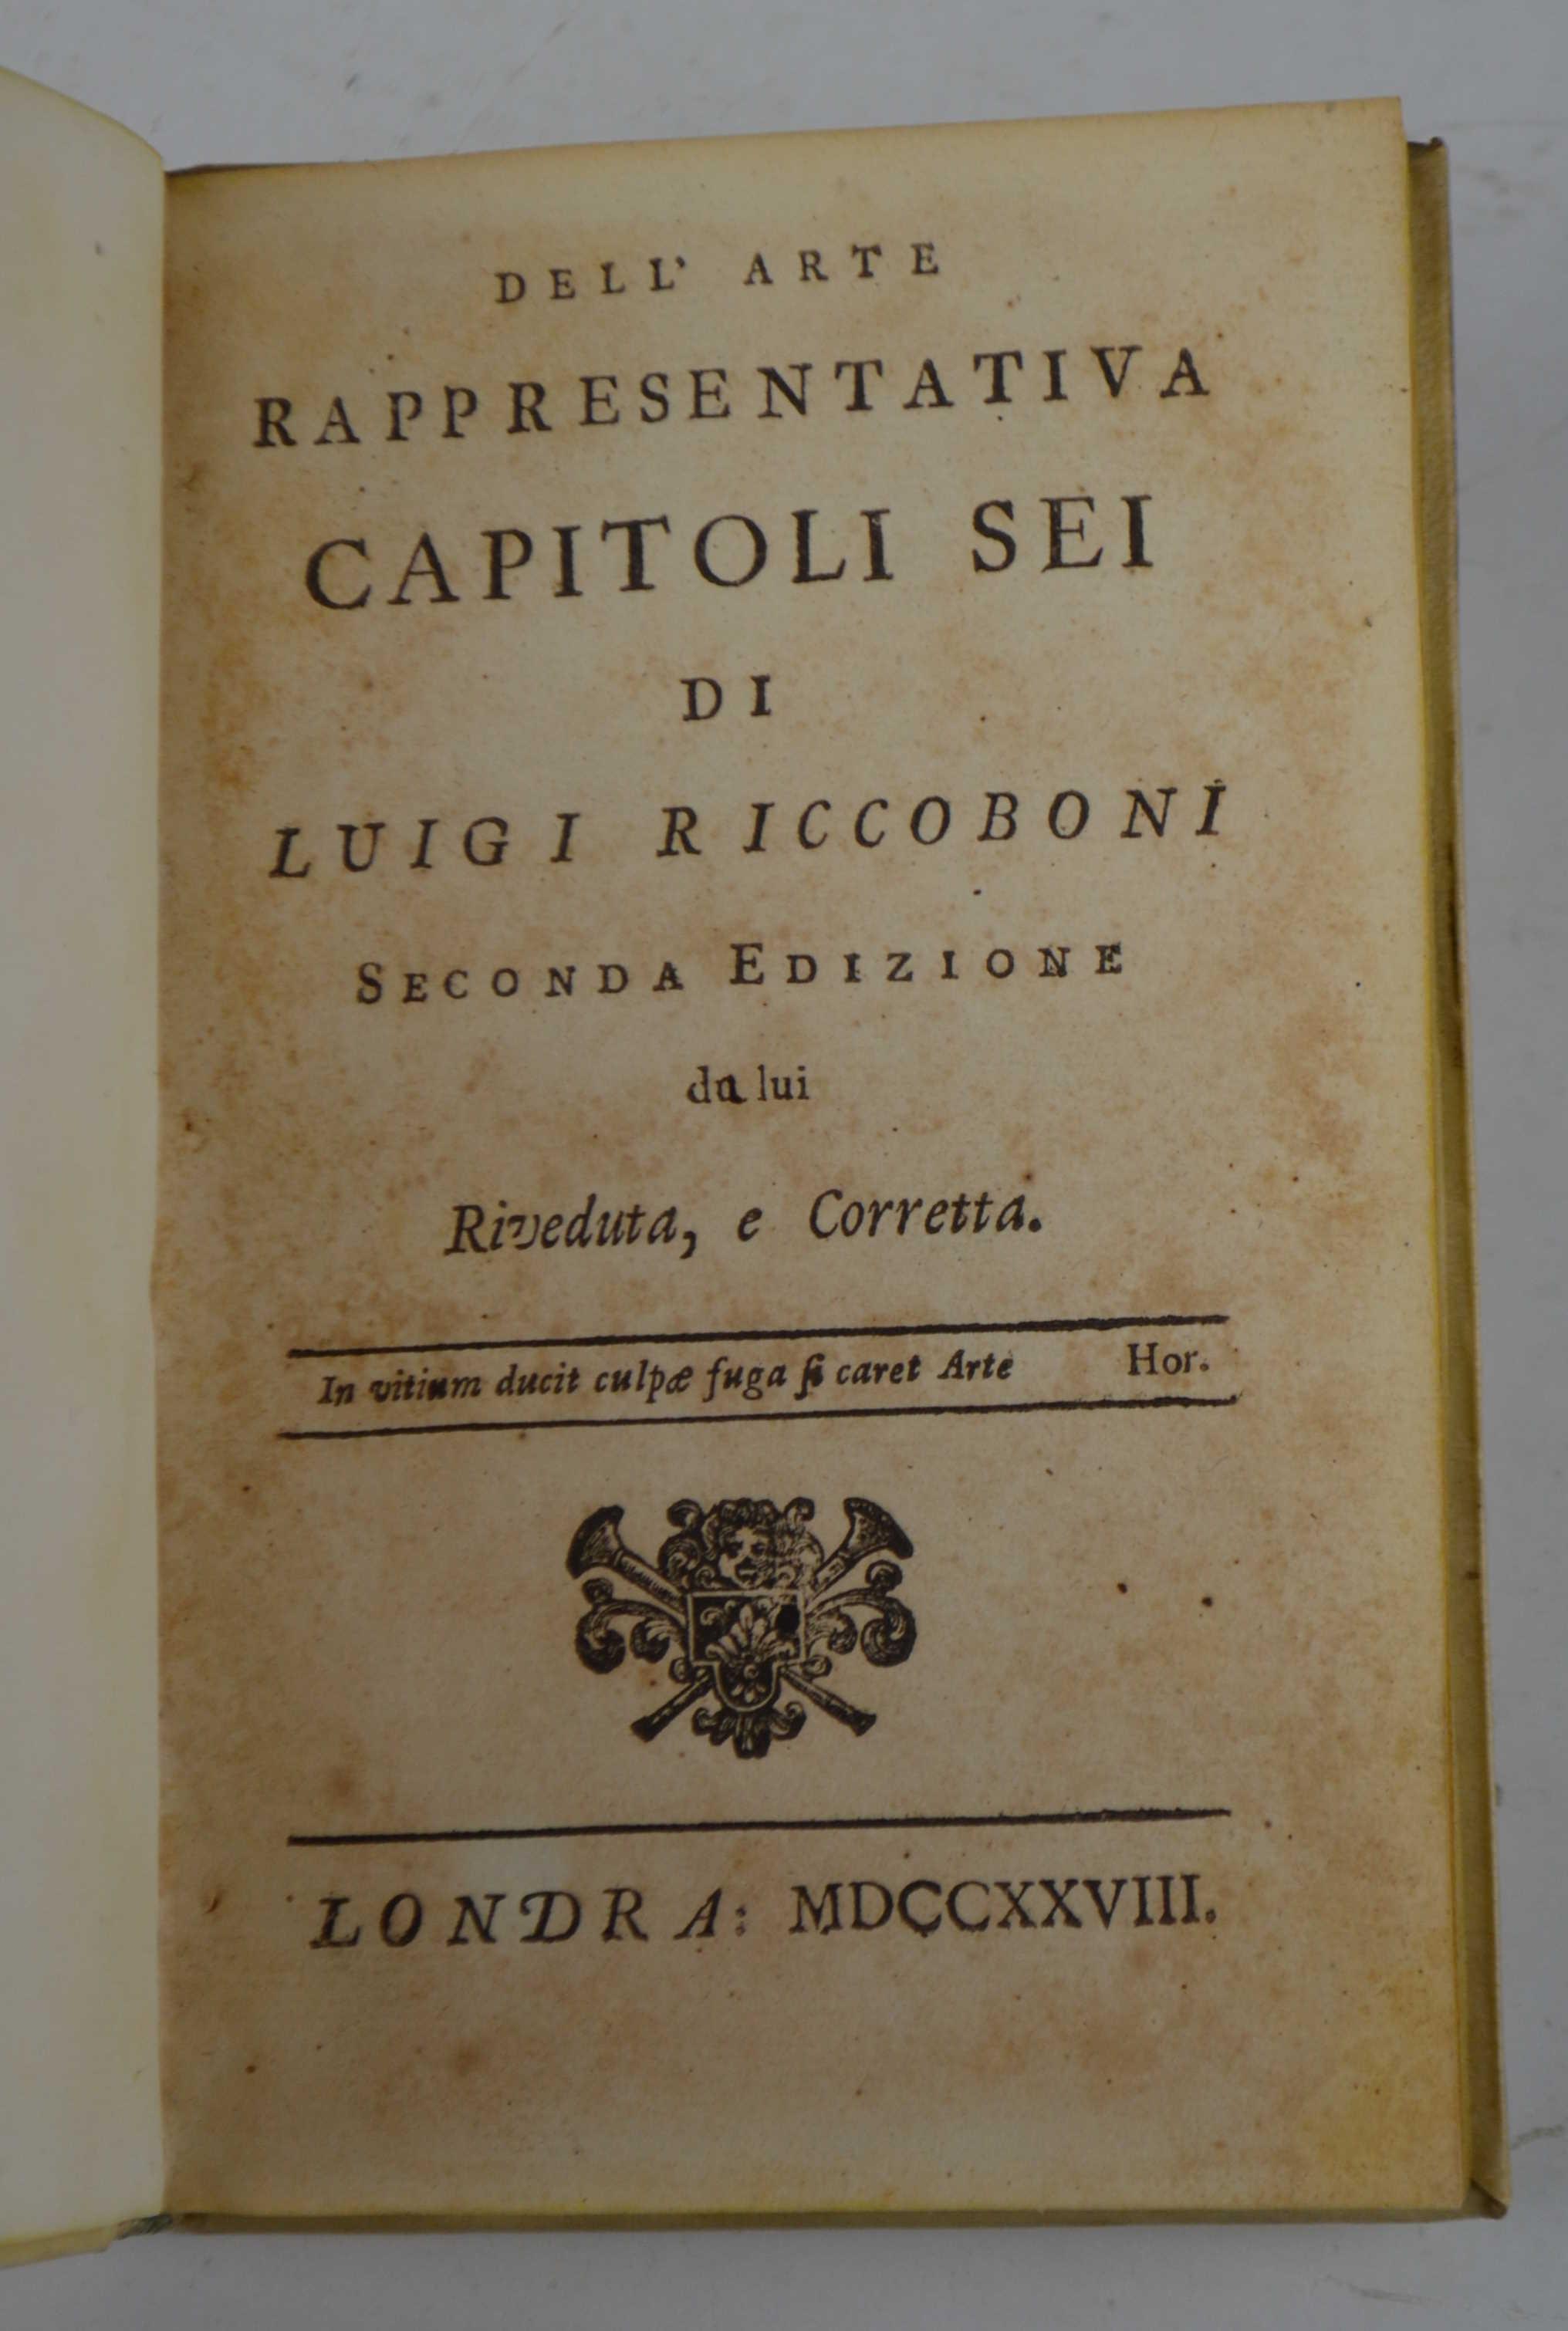 DELL' ARTE
RAPPRESENTATIVA
CAPITOLI SEI
DI
LUIGI RICCOBONI
SECONDA EDIZIONE
da lui
Riveduta, e Corretta.
In vitium ducit culpæ fuga si caret Arte Hor.
LONDRA: MDCCXXVIII.